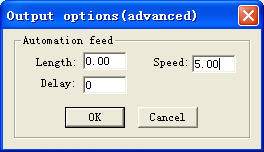 Output options(advanced)
Automation feed
Length: 0.00 Speed: 5.00
Delay: 0
OK Cancel